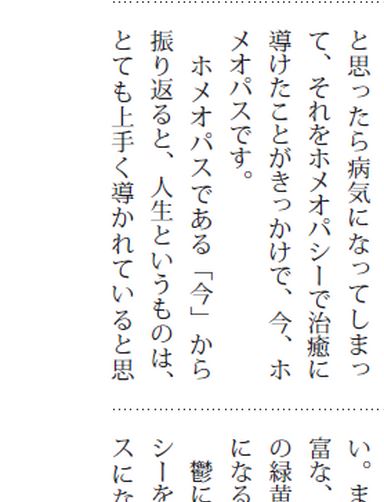 と思ったら病気になってしまっ
て、それをホメオパシーで治癒に
導けたことがきっかけで、今、ホ
メオパスです。
ホメオパスである「今」から
振り返ると、人生というものは、
とても上手く導かれていると思
い。ま
富な、
の緑黄
になる
鬱に
シーを
スにな